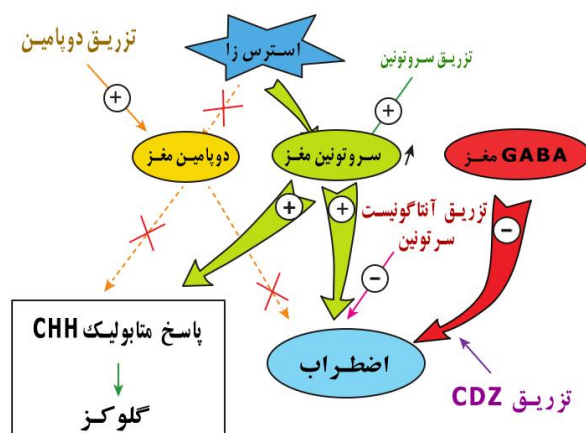 تزریق دوپامین
استرس زا
تزریق سروتونین
+
+
دوپامین مغز
سروتونین مغز
GABA مغز
+
+
تزریق آنتاگونیست
سرتونین
-
-
پاسخ متابولیک CHH
گلوکز
اضطراب
تزریق CDZ